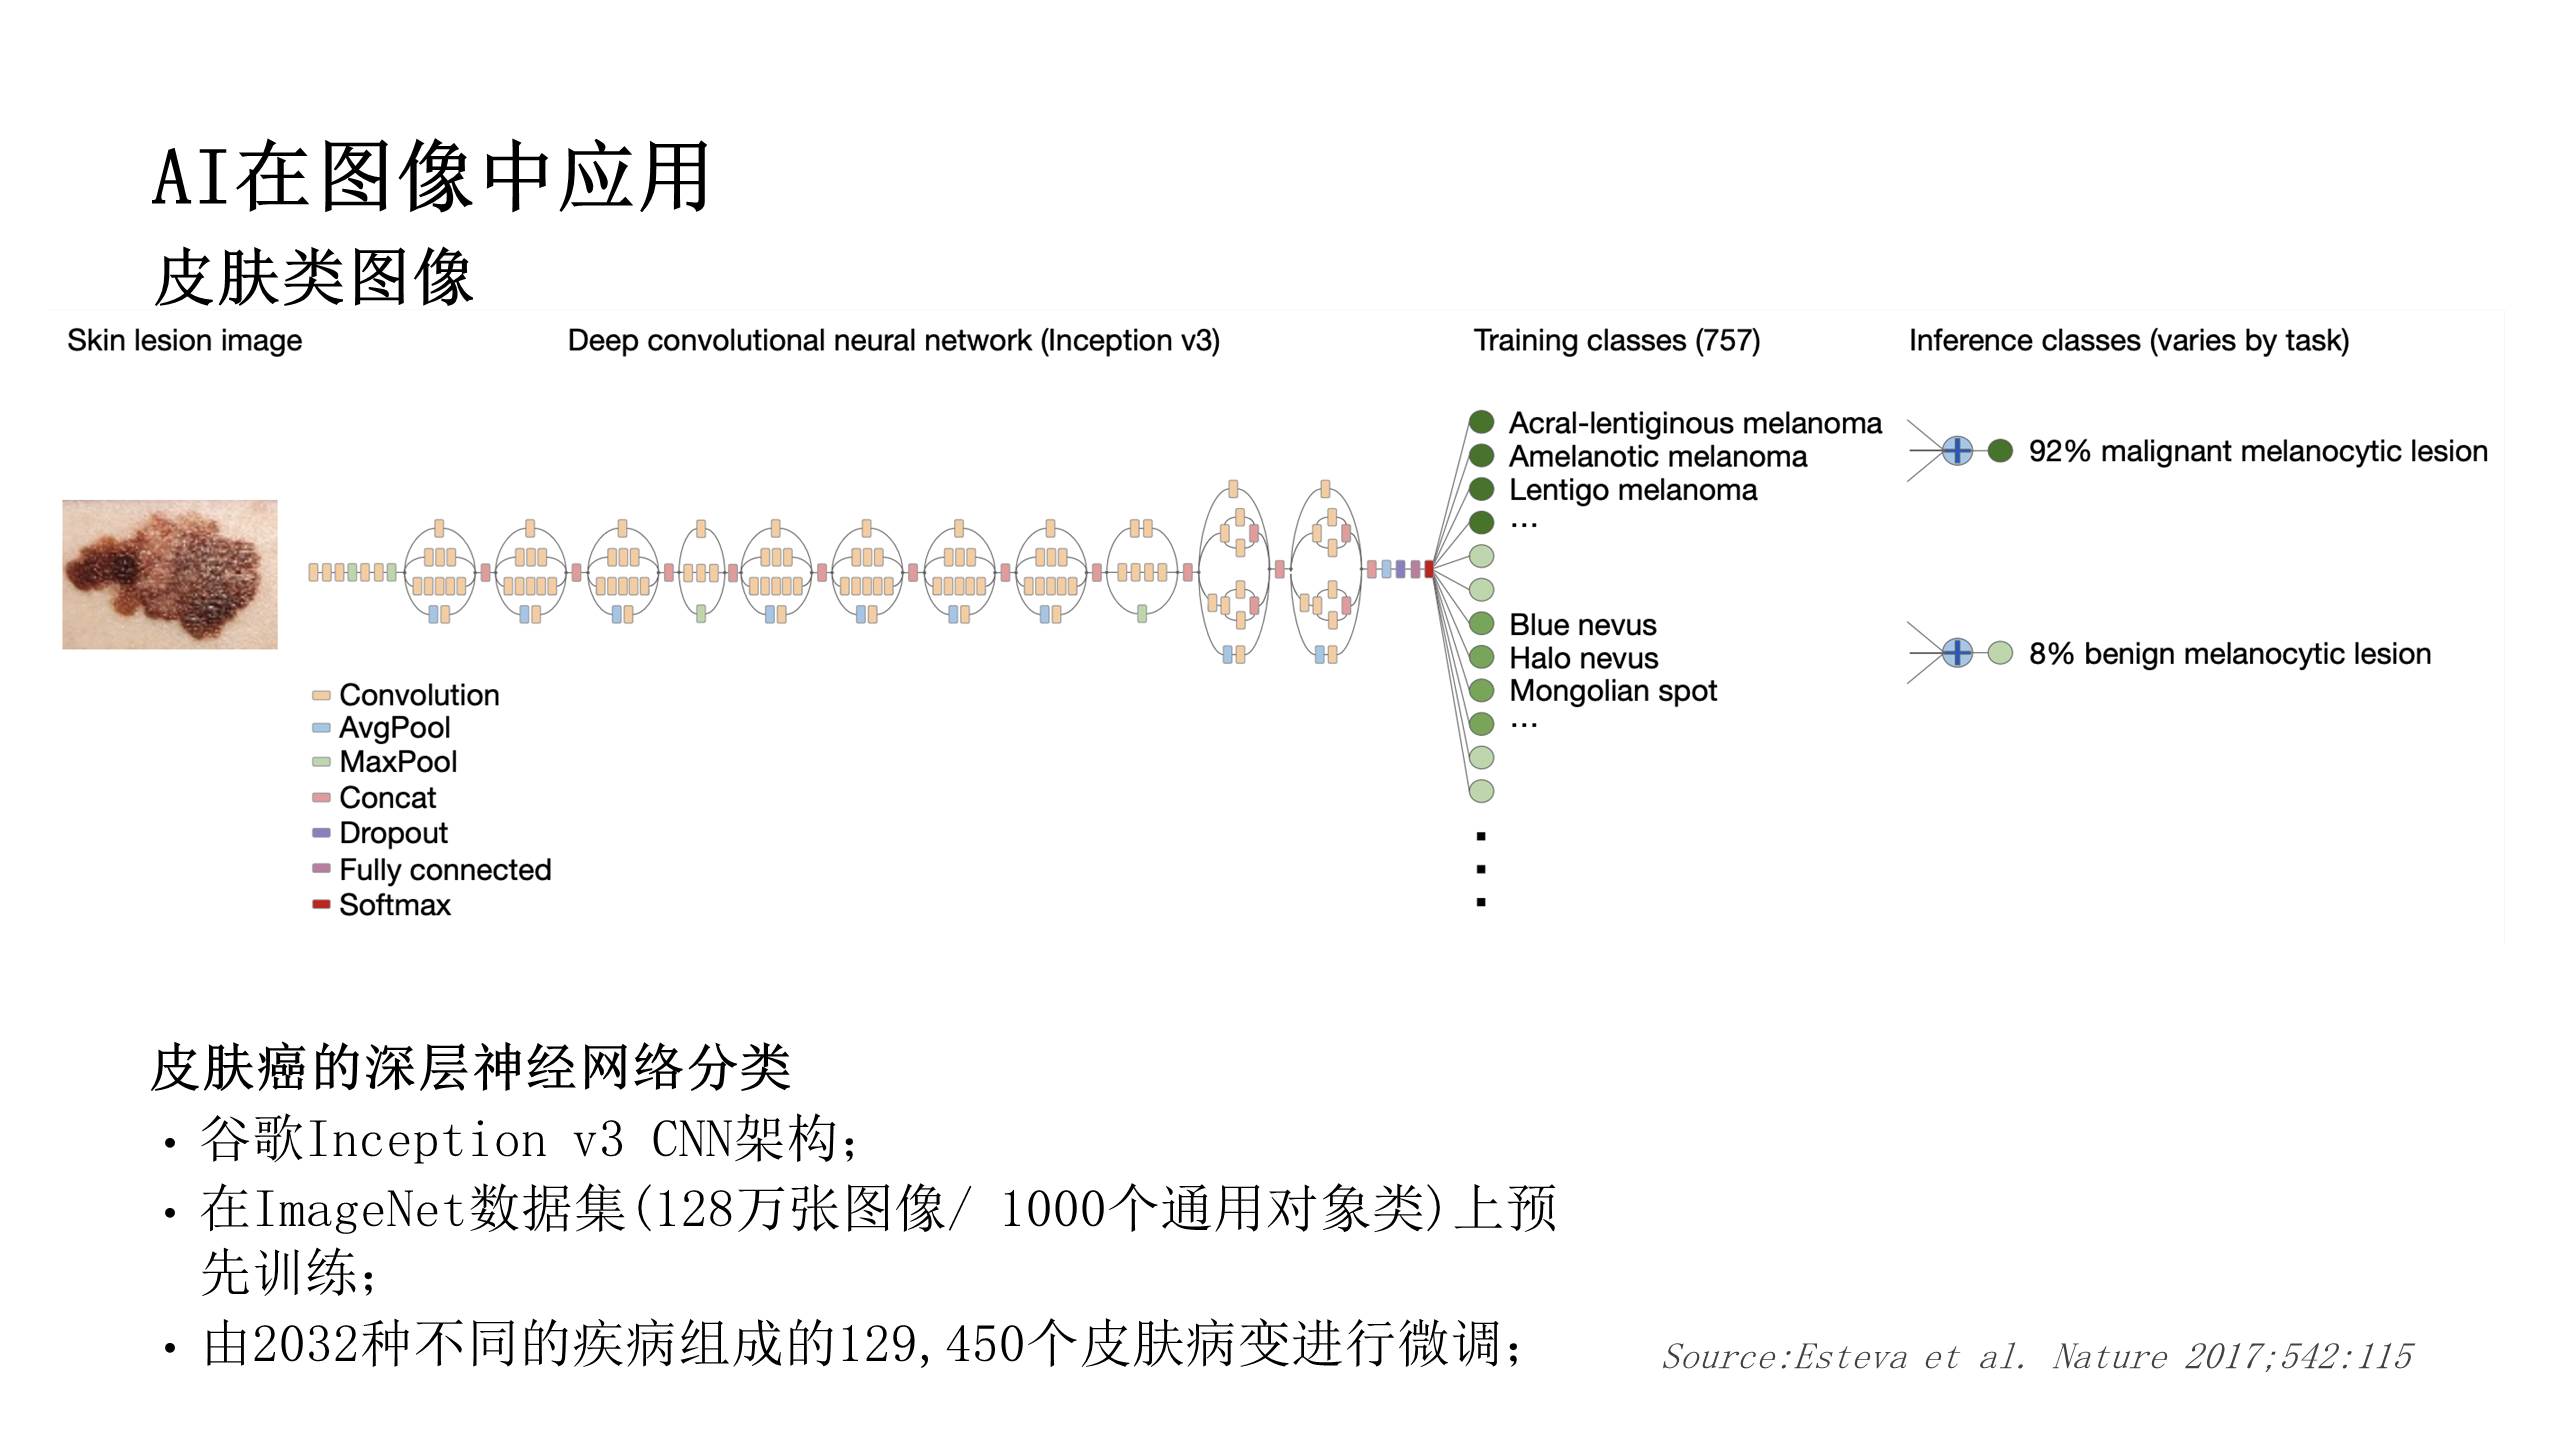 AI在图像中应用
皮肤类图像
Skin lesion image
Deep convolutional neural network (Inception v3)
Training classes (757)
Inference classes (varies by task)
Acral-lentiginous melanoma
Amelanotic melanoma
Lentigo melanoma
...
Blue nevus
Halo nevus
Mongolian spot
...
92% malignant melanocytic lesion
8% benign melanocytic lesion
Convolution
AvgPool
MaxPool
Concat
Dropout
Fully connected
Softmax
皮肤癌的深层神经网络分类
• 谷歌Inception v3 CNN架构;
• 在ImageNet数据集(128万张图像/ 1000个通用对象类)上预
先训练;
• 由2032种不同的疾病组成的129,450个皮肤病变进行微调;
Source:Esteva et al. Nature 2017;542:115